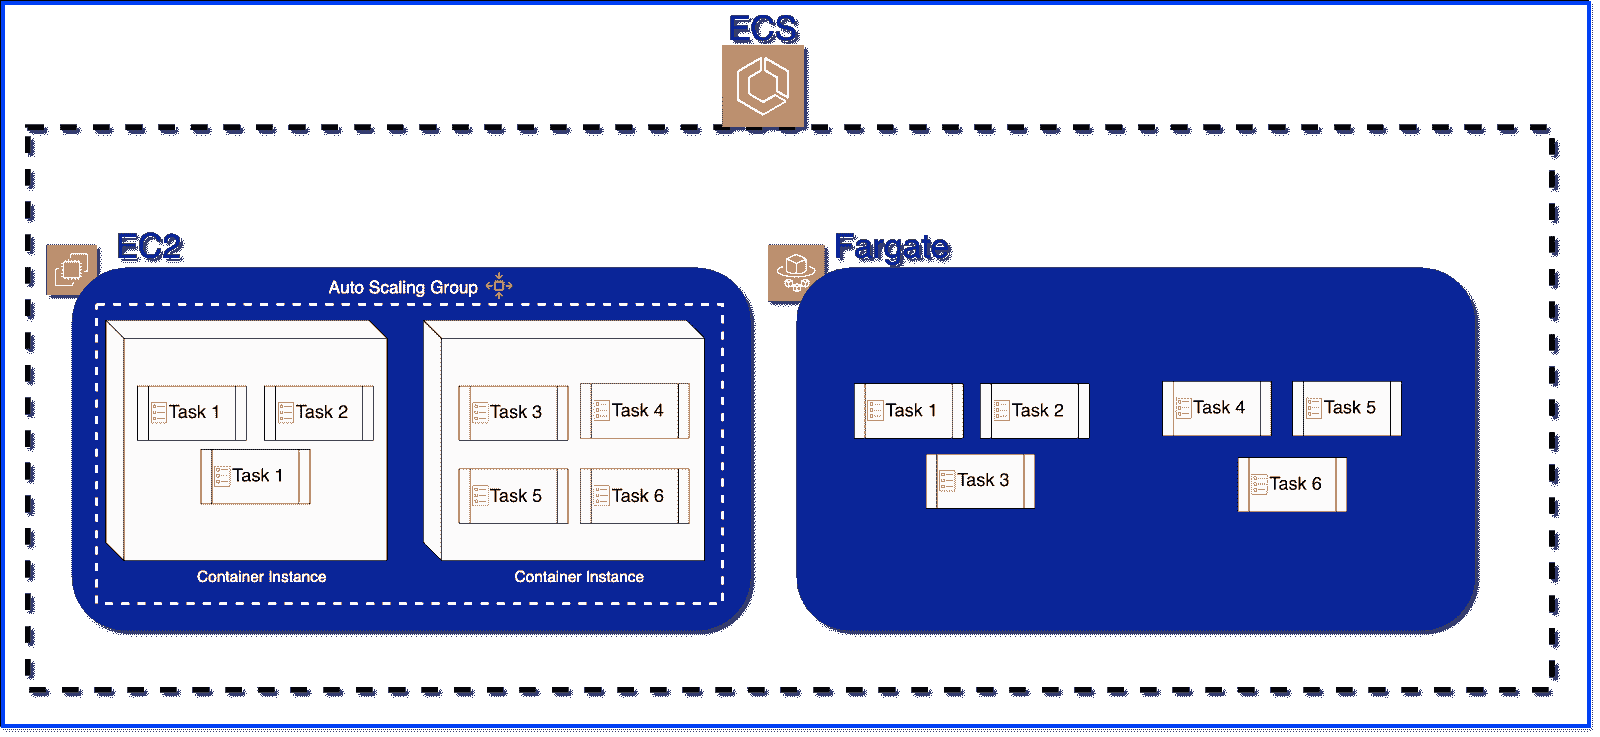 ECS
EC2
Auto Scaling Group
Task 1
Task 2
Task 1
Container Instance
Task 3
Task 4
Task 5
Task 6
Container Instance
Fargate
Task 1
Task 2
Task 3
Task 4
Task 5
Task 6